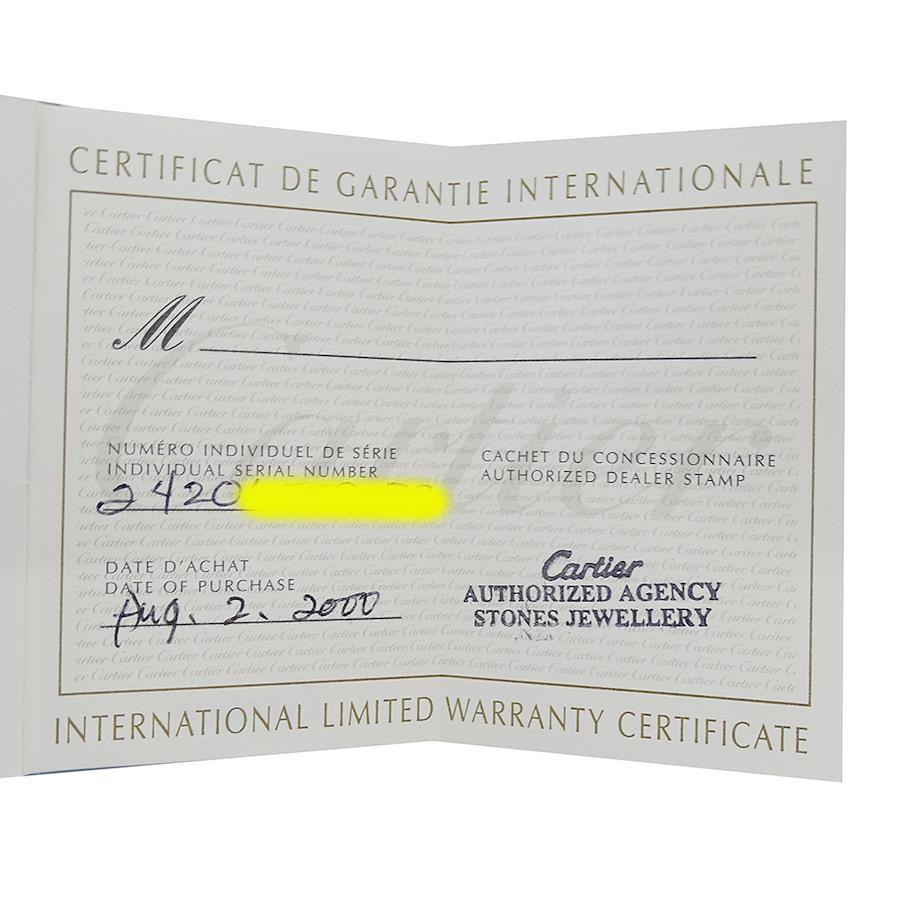 CERTIFICAT DE GARANTIE INTERNATIONALE
Cartier
M
NUMÉRO INDIVIDUEL DE SÉRIE
INDIVIDUAL SERIAL NUMBER
2420
CACHET DU CONCESSIONNAIRE
AUTHORIZED DEALER STAMP
DATE D'ACHAT
DATE OF PURCHASE
Aug. 2. 2000
Cartier
AUTHORIZED AGENCY
STONES JEWELLERY
INTERNATIONAL LIMITED WARRANTY CERTIFICATE